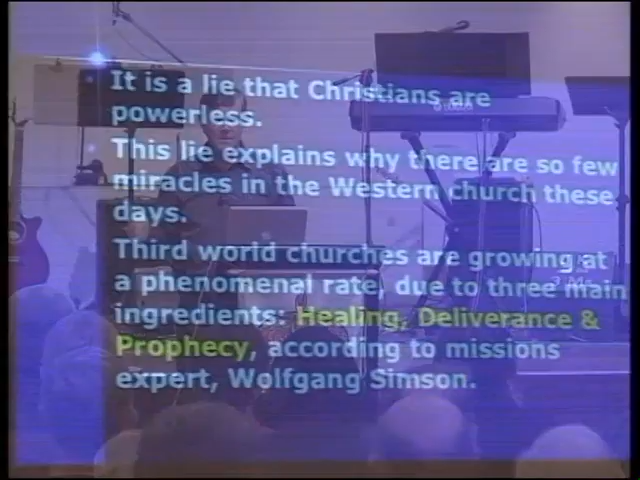 It is a lie that Christians are
powerless.
This lie explains why there are so few
miracles in the Western church these
days.
Third world churches are growing at
a phenomenal rate, due to three main
ingredients: Healing, Deliverance &
Prophecy, according to missions
expert, Wolfgang Simson.